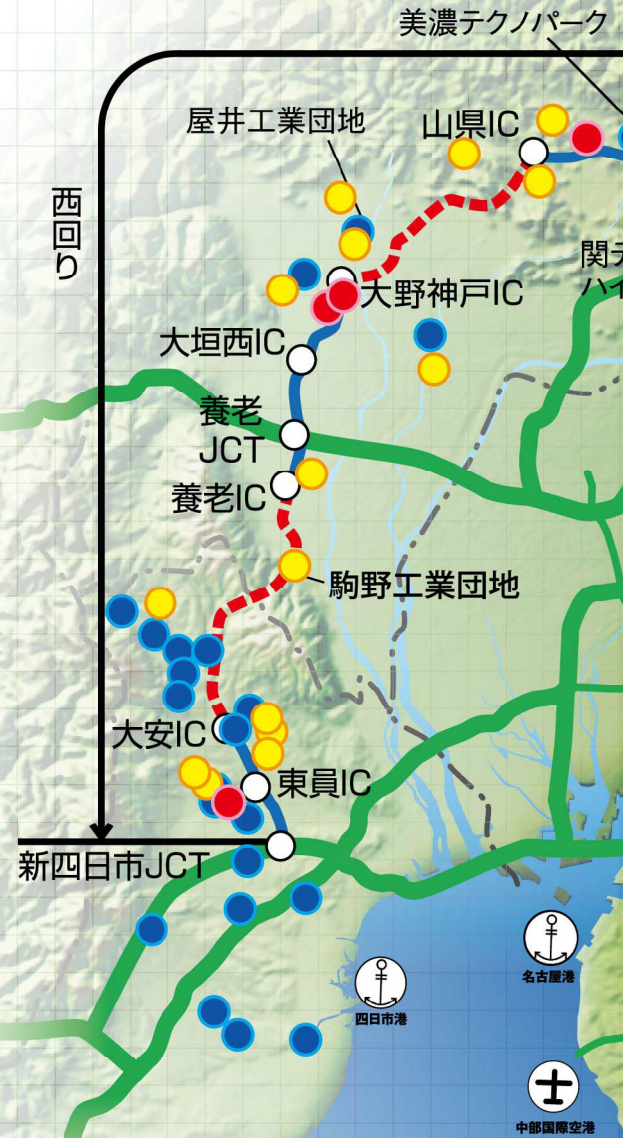 美濃テクノパーク
屋井工業団地
山県IC
西回り
関テ
ハイ
大野神戸IC
大垣西IC
養老
JCT
養老IC
駒野工業団地
大安IC
東員IC
新四日市JCT
名古屋港
四日市港
中部国際空港